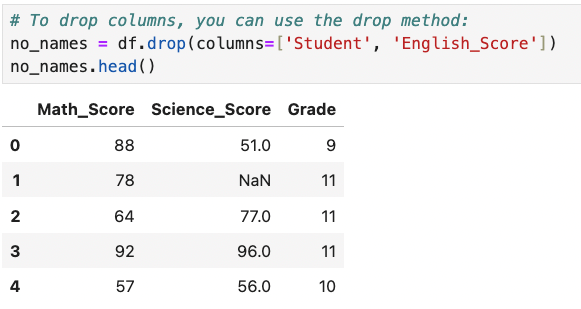 # To drop columns, you can use the drop method:
no_names = df.drop(columns=['Student', 'English_Score'])
no_names.head()
Math_Score Science_Score Grade
0 88 51.0 9
1 78 NaN 11
2 64 77.0 11
3 92 96.0 11
4 57 56.0 10